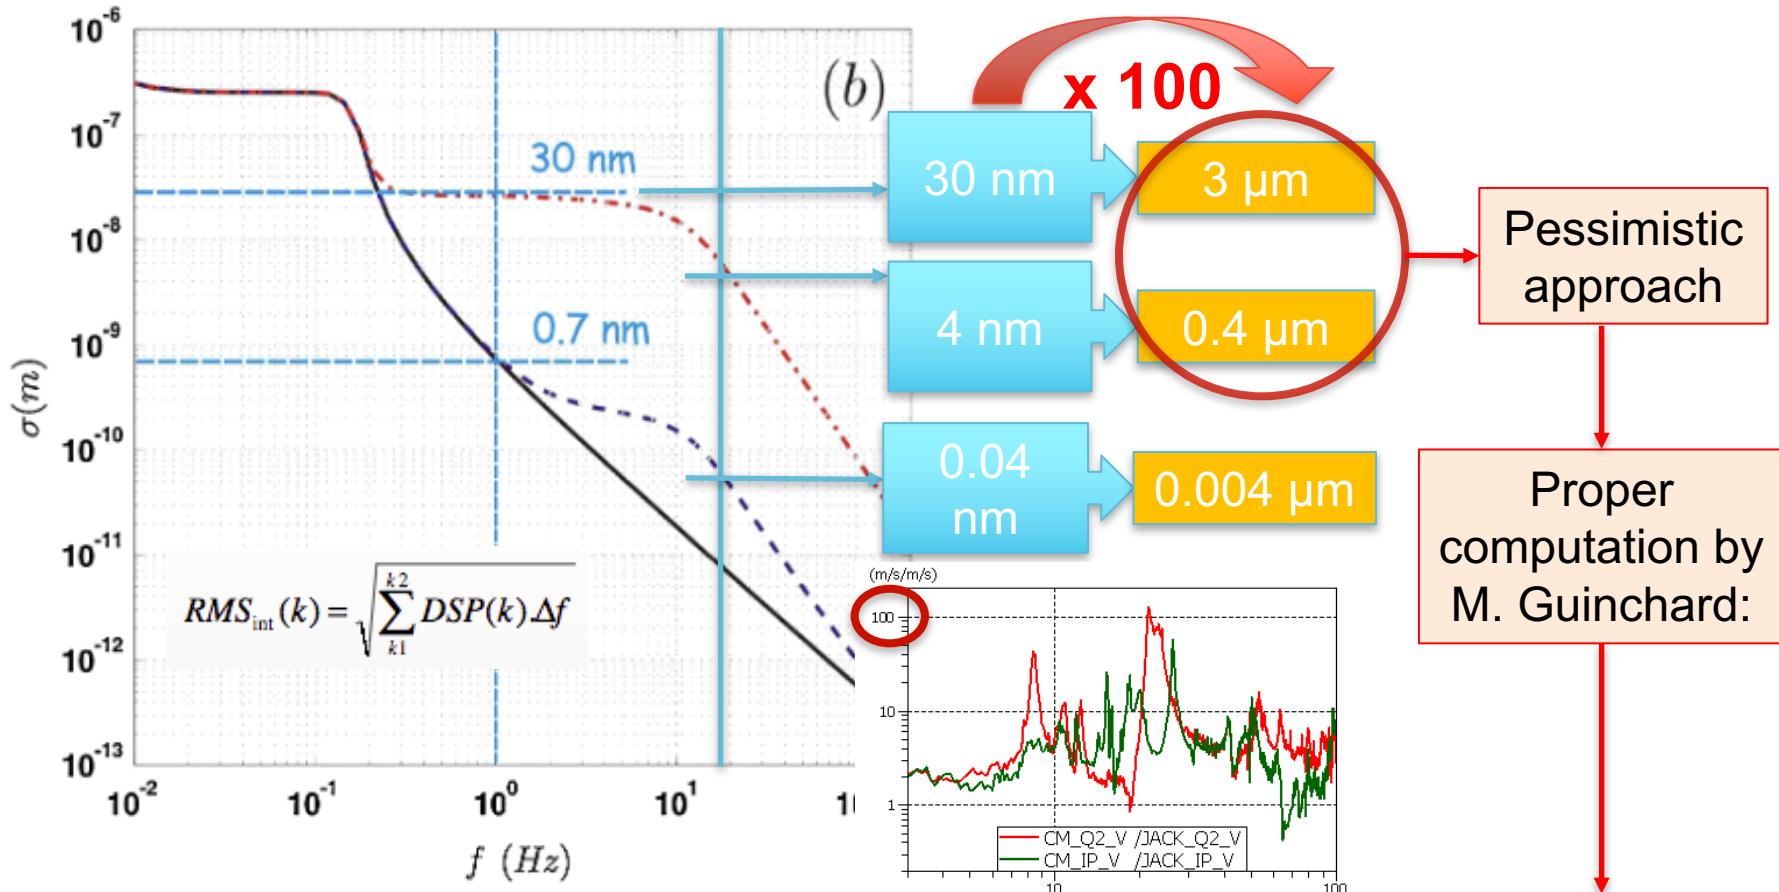 10^-6
10^-7
10^-8
10^-9
10^-10
10^-11
10^-12
10^-13
σ(m)
10^-2
10^-1
10^0
10^1
f (Hz)
(b)
30 nm
0.7 nm
RMS_int(k) = √(∑_{k1}^{k2} DSP(k).Δf)
x 100
30 nm
3 µm
4 nm
0.4 µm
0.04
nm
0.004 µm
Pessimistic
approach
Proper
computation by
M. Guinchard:
(m/s/m/s)
100
10
1
CM_Q2_V /JACK_Q2_V
CM_IP_V /JACK_IP_V
10
100